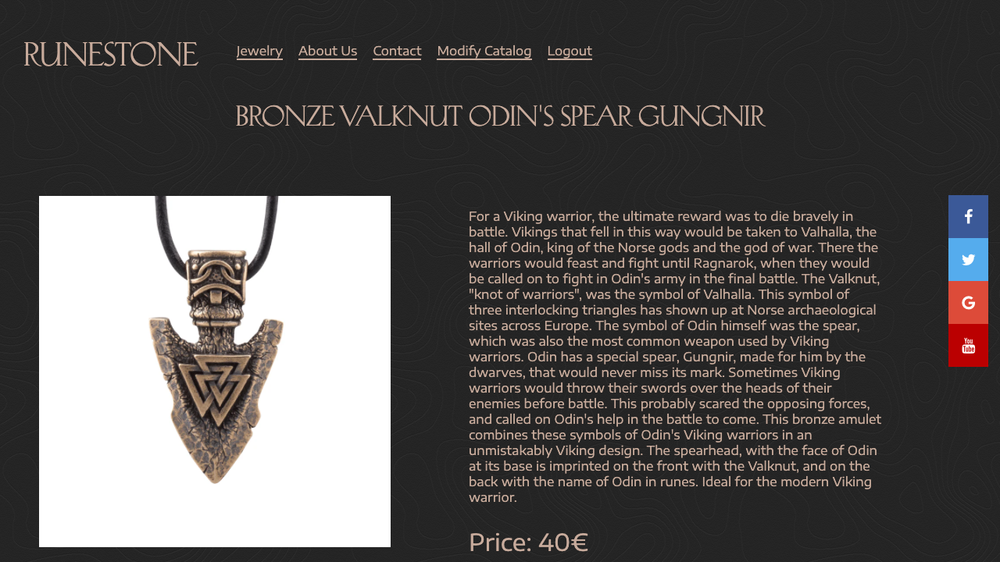 RUNESTONE
Jewelry
About Us
Contact
Modify Catalog
Logout
BRONZE VALKNUT ODIN'S SPEAR GUNGNIR
For a Viking warrior, the ultimate reward was to die bravely in
battle. Vikings that fell in this way would be taken to Valhalla, the
hall of Odin, king of the Norse gods and the god of war. There the
warriors would feast and fight until Ragnarok, when they would
be called on to fight in Odin's army in the final battle. The Valknut,
"knot of warriors", was the symbol of Valhalla. This symbol of
three interlocking triangles has shown up at Norse archaeological
sites across Europe. The symbol of Odin himself was the spear,
which was also the most common weapon used by Viking
warriors. Odin has a special spear, Gungnir, made for him by the
dwarves, that would never miss its mark. Sometimes Viking
warriors would throw their swords over the heads of their
enemies before battle. This probably scared the opposing forces,
and called on Odin's help in the battle to come. This bronze amulet
combines these symbols of Odin's Viking warriors in an
unmistakably Viking design. The spearhead, with the face of Odin
at its base is imprinted on the front with the Valknut, and on the
back with the name of Odin in runes. Ideal for the modern Viking
warrior.
Price: 40€
You
Tube